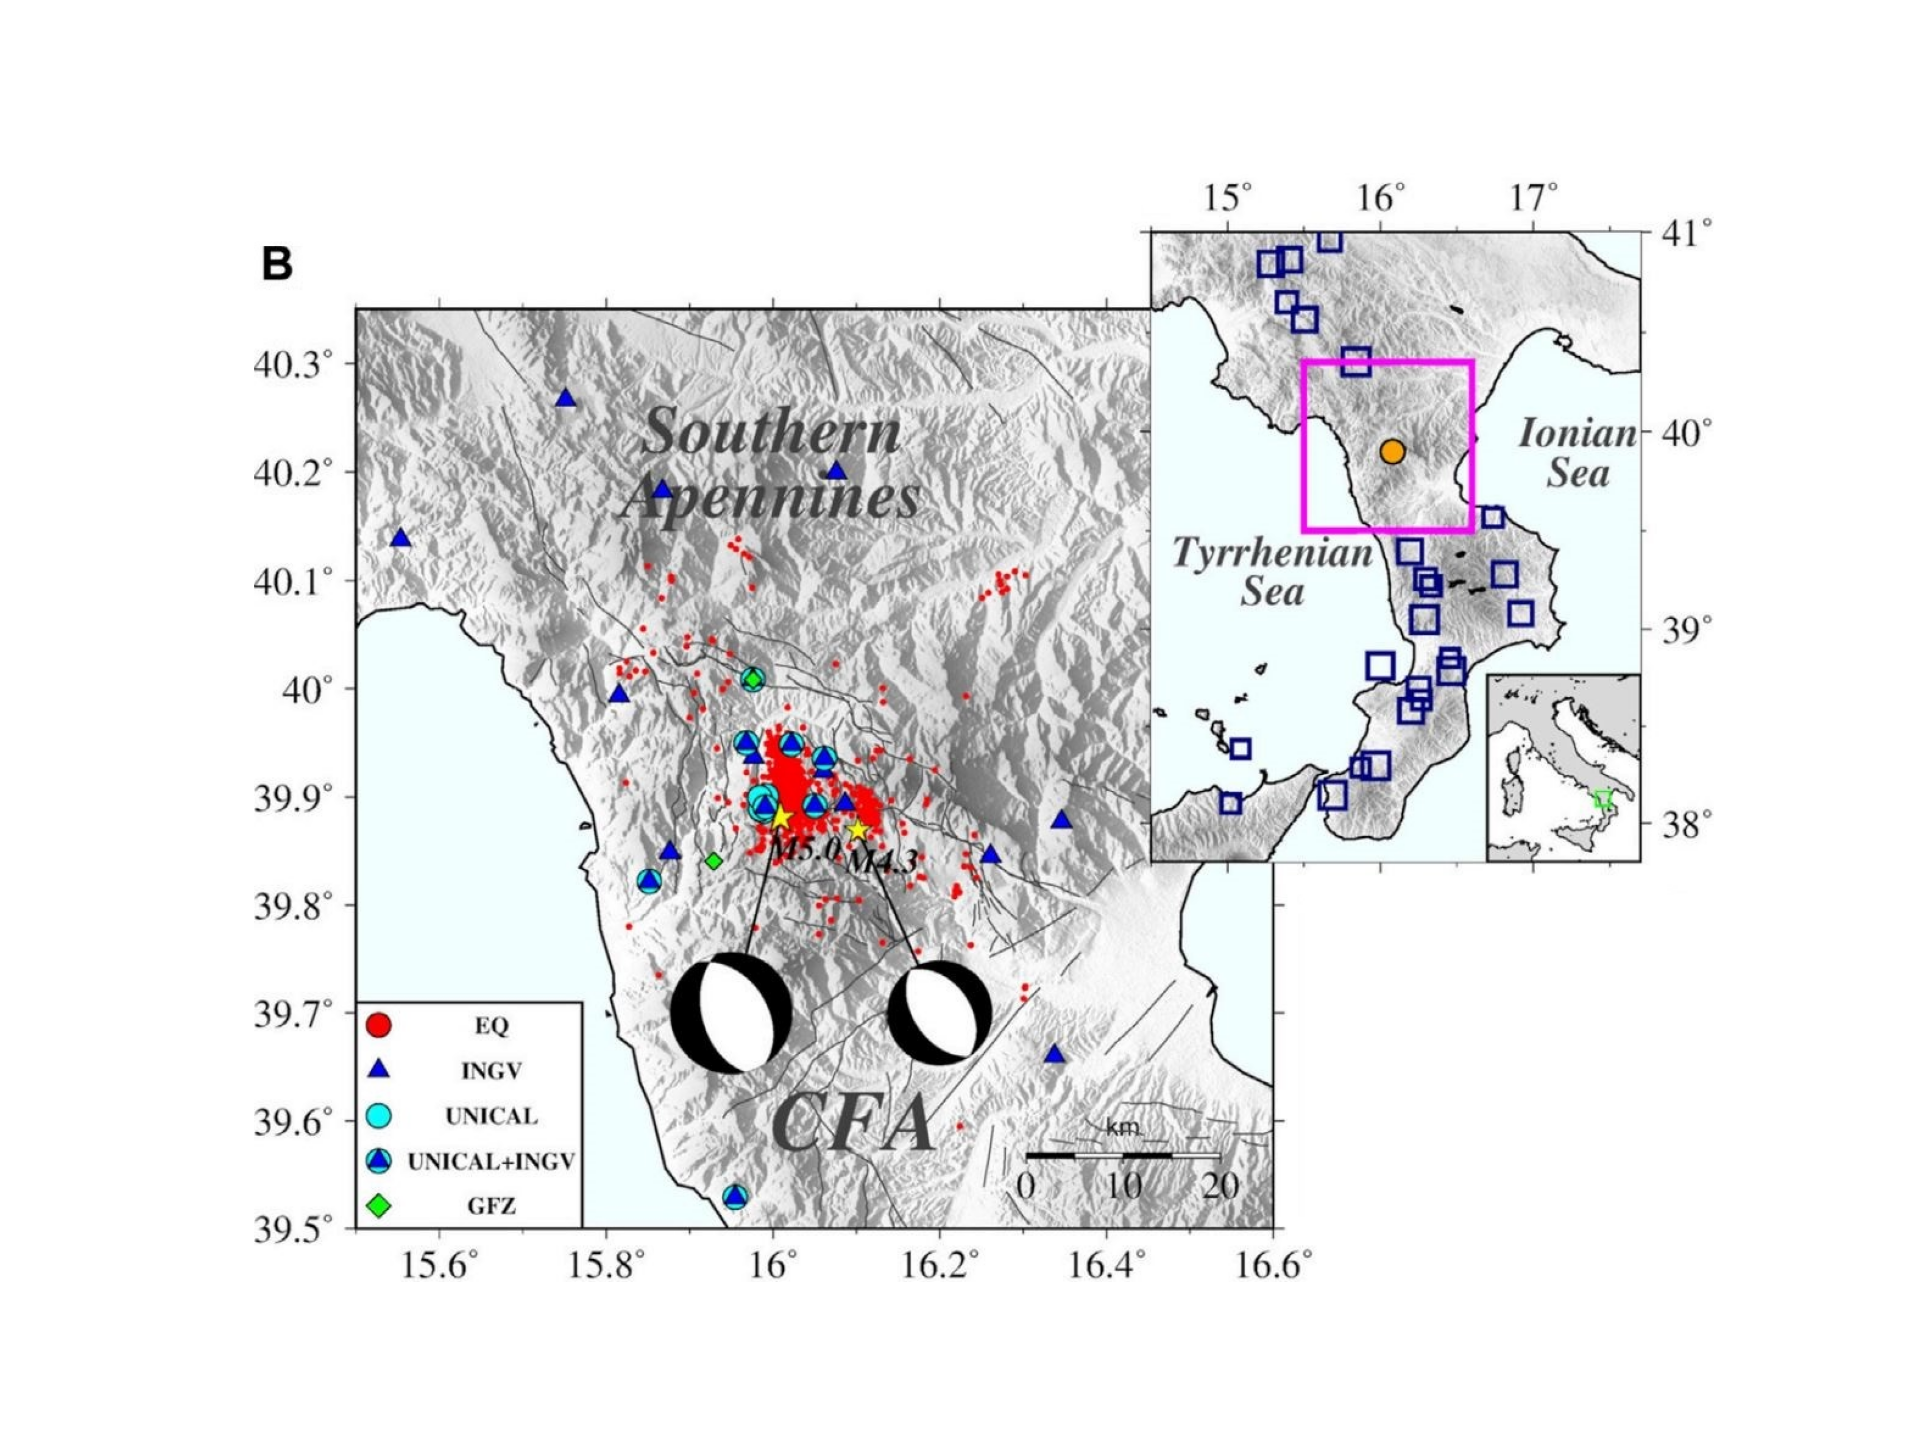 B
15° 16° 17°
41°
40°
39°
38°
Ionian
Sea
Tyrrhenian
Sea
40.3°
40.2°
40.1°
40°
39.9°
39.8°
39.7°
39.6°
39.5°
Southern
Apennines
M5.0 M4.3
CFA
km
0 10 20
EQ
INGV
UNICAL
UNICAL+INGV
GFZ
15.6° 15.8° 16° 16.2° 16.4° 16.6°